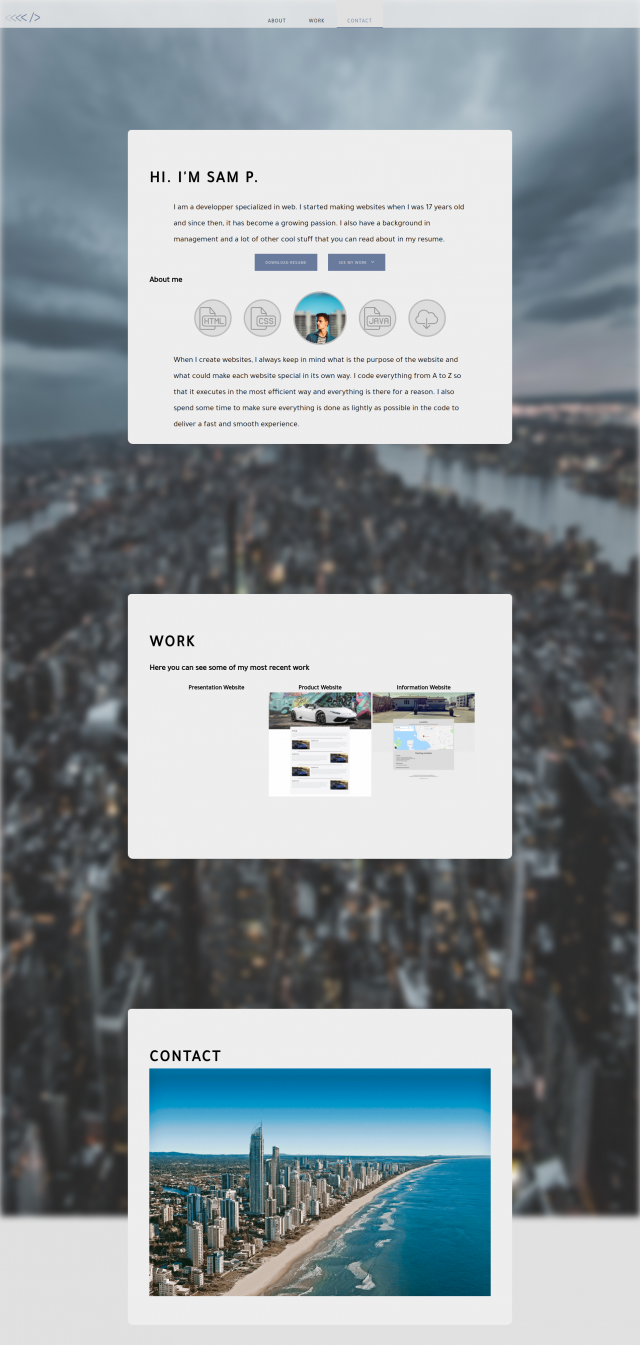 <<<< />
ABOUT WORK CONTACT
HI. I'M SAM P.
I am a developper specialized in web. I started making websites when I was 17 years old
and since then, it has become a growing passion. I also have a background in
management and a lot of other cool stuff that you can read about in my resume.
DOWNLOAD RESUME SEE MY WORK
About me
HTML CSS JAVA
When I create websites, I always keep in mind what is the purpose of the website and
what could make each website special in its own way. I code everything from A to Z so
that it executes in the most efficient way and everything is there for a reason. I also
spend some time to make sure everything is done as lightly as possible in the code to
deliver a fast and smooth experience.
WORK
Here you can see some of my most recent work
Presentation Website Product Website Information Website
CONTACT